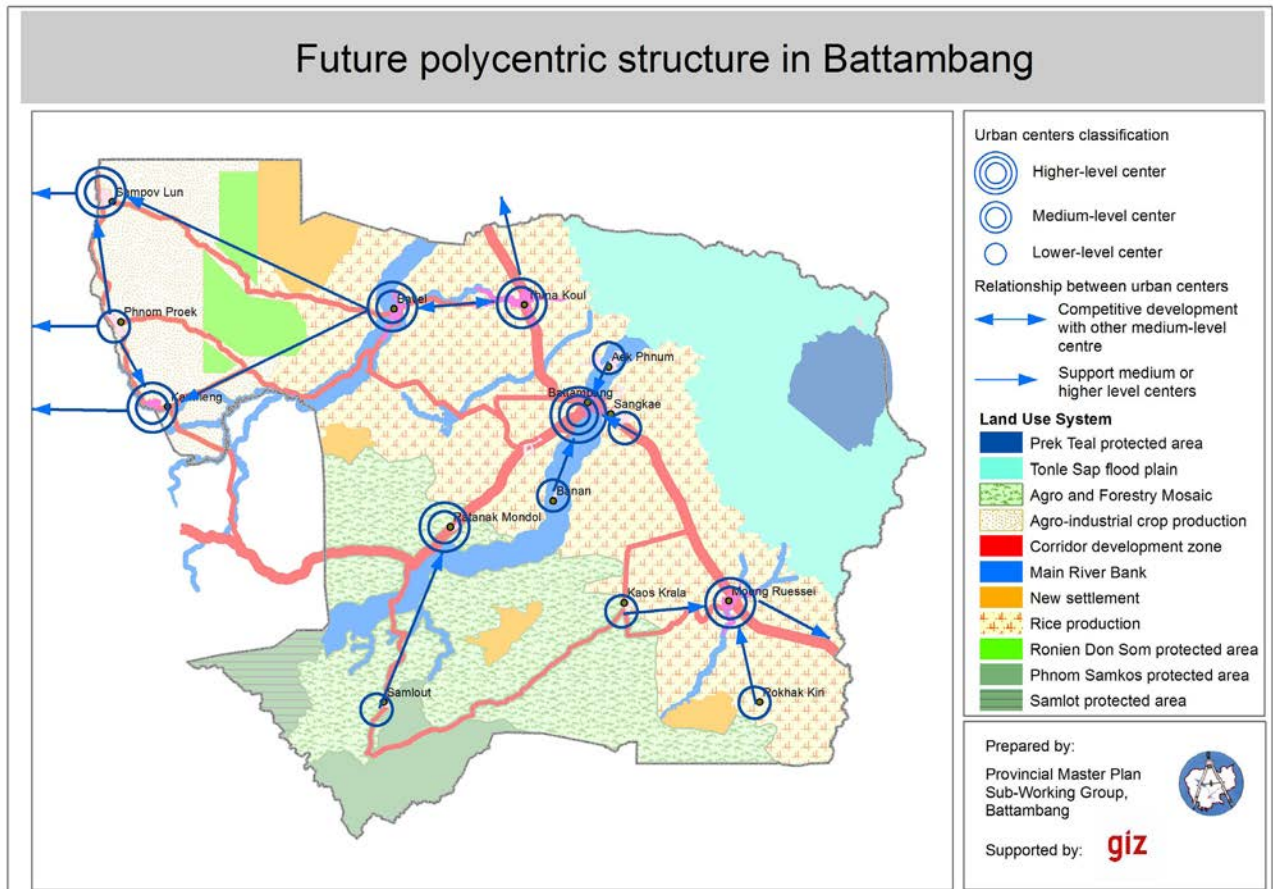 Future polycentric structure in Battambang
Sampov Lun
Phnom Proek
Kamrieng
Bavel
Thma Koul
Aek Phnum
Battambang
Sangkae
Banan
Ratanak Mondol
Kaos Krala
Moung Ruessei
Samlout
Rokhak Kiri
Urban centers classification
Higher-level center
Medium-level center
Lower-level center
Relationship between urban centers
Competitive development
with other medium-level
centre
Support medium or
higher level centers
Land Use System
Prek Teal protected area
Tonle Sap flood plain
Agro and Forestry Mosaic
Agro-industrial crop production
Corridor development zone
Main River Bank
New settlement
Rice production
Ronien Don Som protected area
Phnom Samkos protected area
Samlot protected area
Prepared by:
Provincial Master Plan
Sub-Working Group,
Battambang
Supported by:
giz